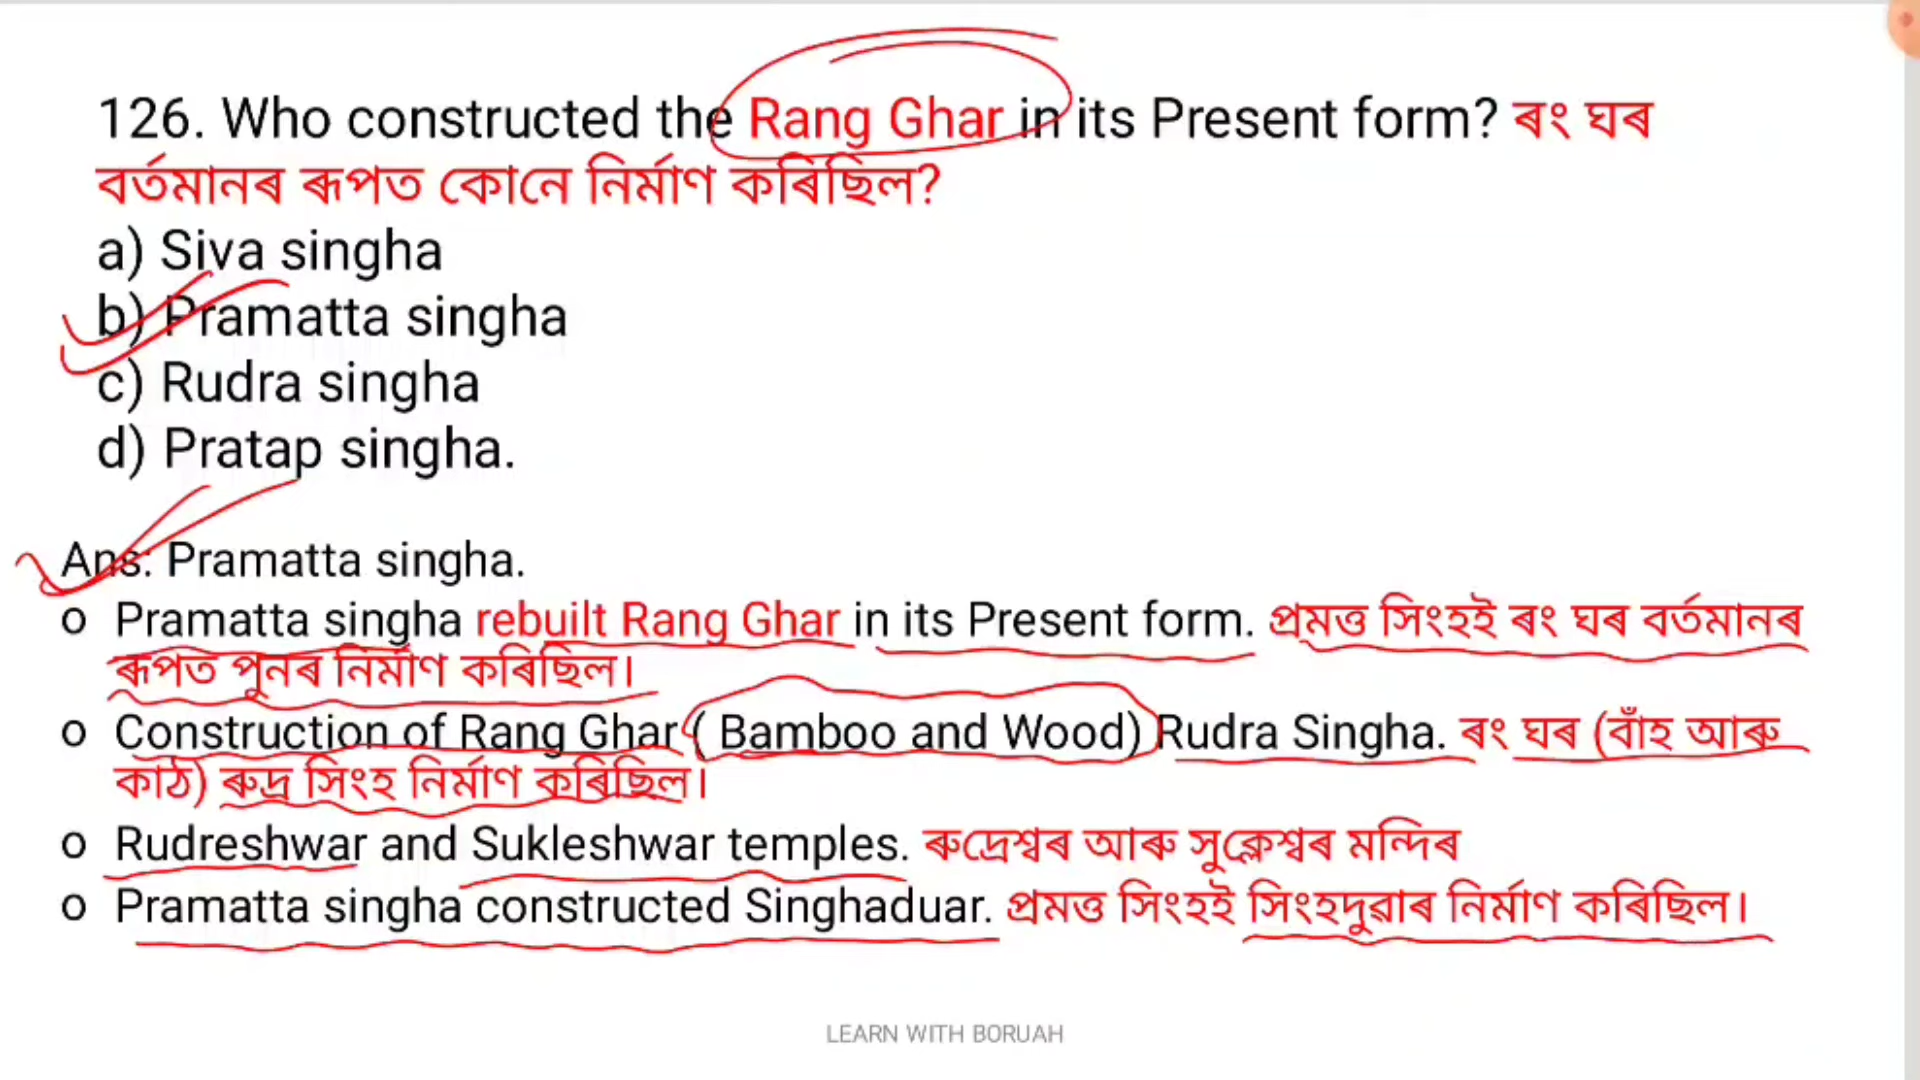 126. Who constructed the Rang Ghar in its Present form? ৰং ঘৰ
বৰ্তমানৰ ৰূপত কোনে নিৰ্মাণ কৰিছিল?
a) Siva singha
b) Pramatta singha
c) Rudra singha
d) Pratap singha.
Ans: Pramatta singha.
o Pramatta singha rebuilt Rang Ghar in its Present form. প্ৰমত্ত সিংহই ৰং ঘৰ বৰ্তমানৰ
ৰূপত পুনৰ নিৰ্মাণ কৰিছিল।
o Construction of Rang Ghar ( Bamboo and Wood) Rudra Singha. ৰং ঘৰ (বাঁহ আৰু
কাঠ) ৰুদ্ৰ সিংহ নিৰ্মাণ কৰিছিল।
o Rudreshwar and Sukleshwar temples. ৰুদ্ৰেশ্বৰ আৰু সুক্লেশ্বৰ মন্দিৰ
o Pramatta singha constructed Singhaduar. প্ৰমত্ত সিংহই সিংহদুৱাৰ নিৰ্মাণ কৰিছিল।
LEARN WITH BORUAH